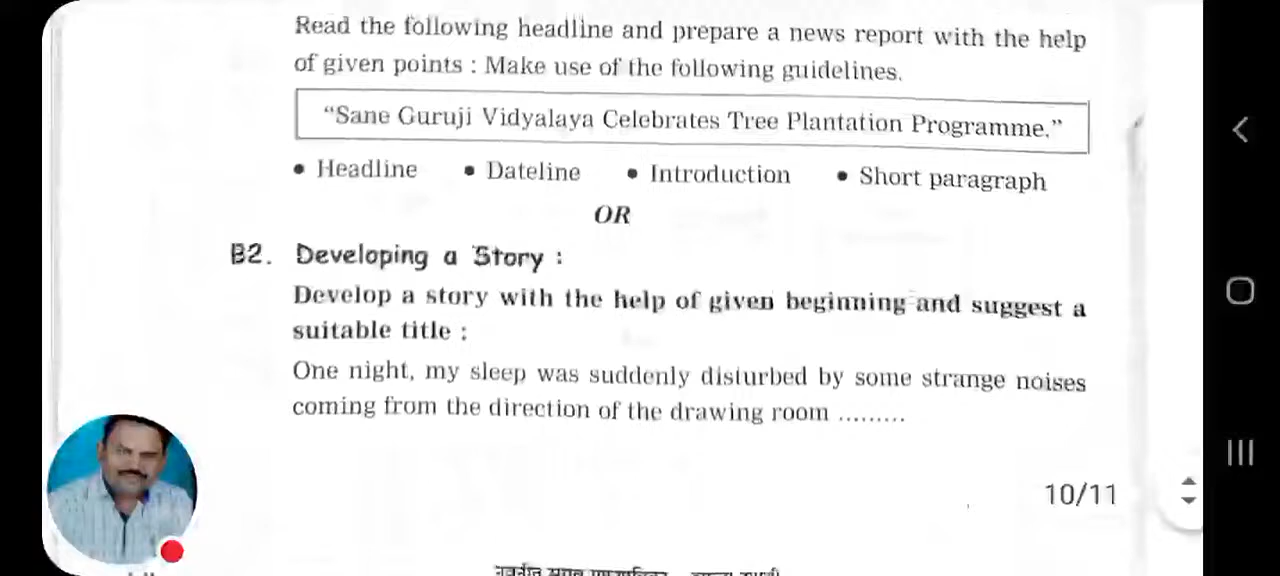 Read the following headline and prepare a news report with the help
of given points : Make use of the following guidelines.
“Sane Guruji Vidyalaya Celebrates Tree Plantation Programme.”
• Headline • Dateline • Introduction • Short paragraph
OR
B2. Developing a Story :
Develop a story with the help of given beginning and suggest a
suitable title :
One night, my sleep was suddenly disturbed by some strange noises
coming from the direction of the drawing room .........
10/11